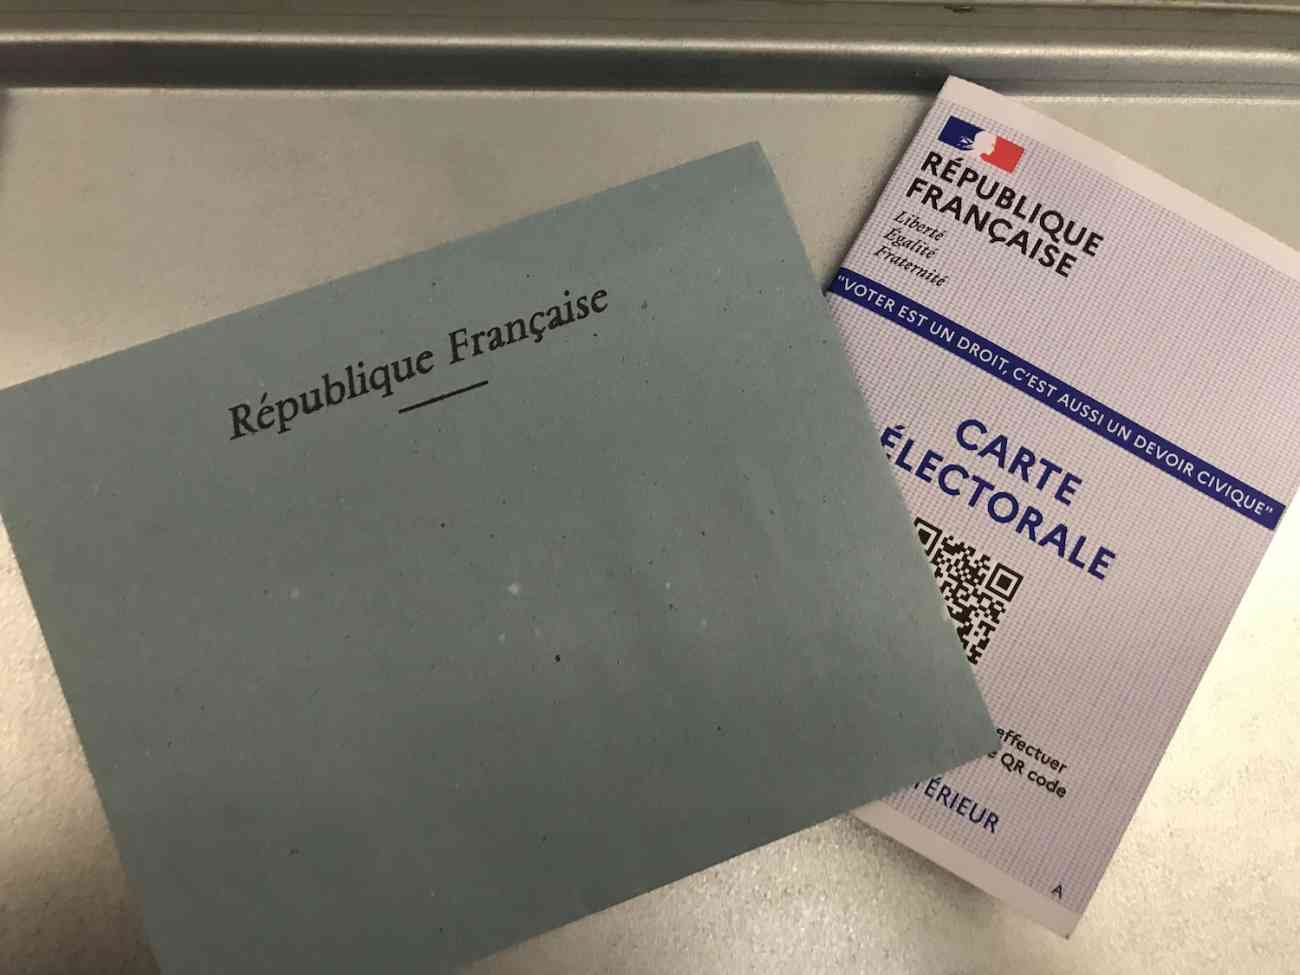 République Française
RÉPUBLIQUE
FRANÇAISE
Liberté
Égalité
Fraternité
"VOTER EST UN DROIT, C'EST AUSSI UN DEVOIR CIVIQUE"
CARTE
ÉLECTORALE
effectuer
QR code
TÉRIEUR
A